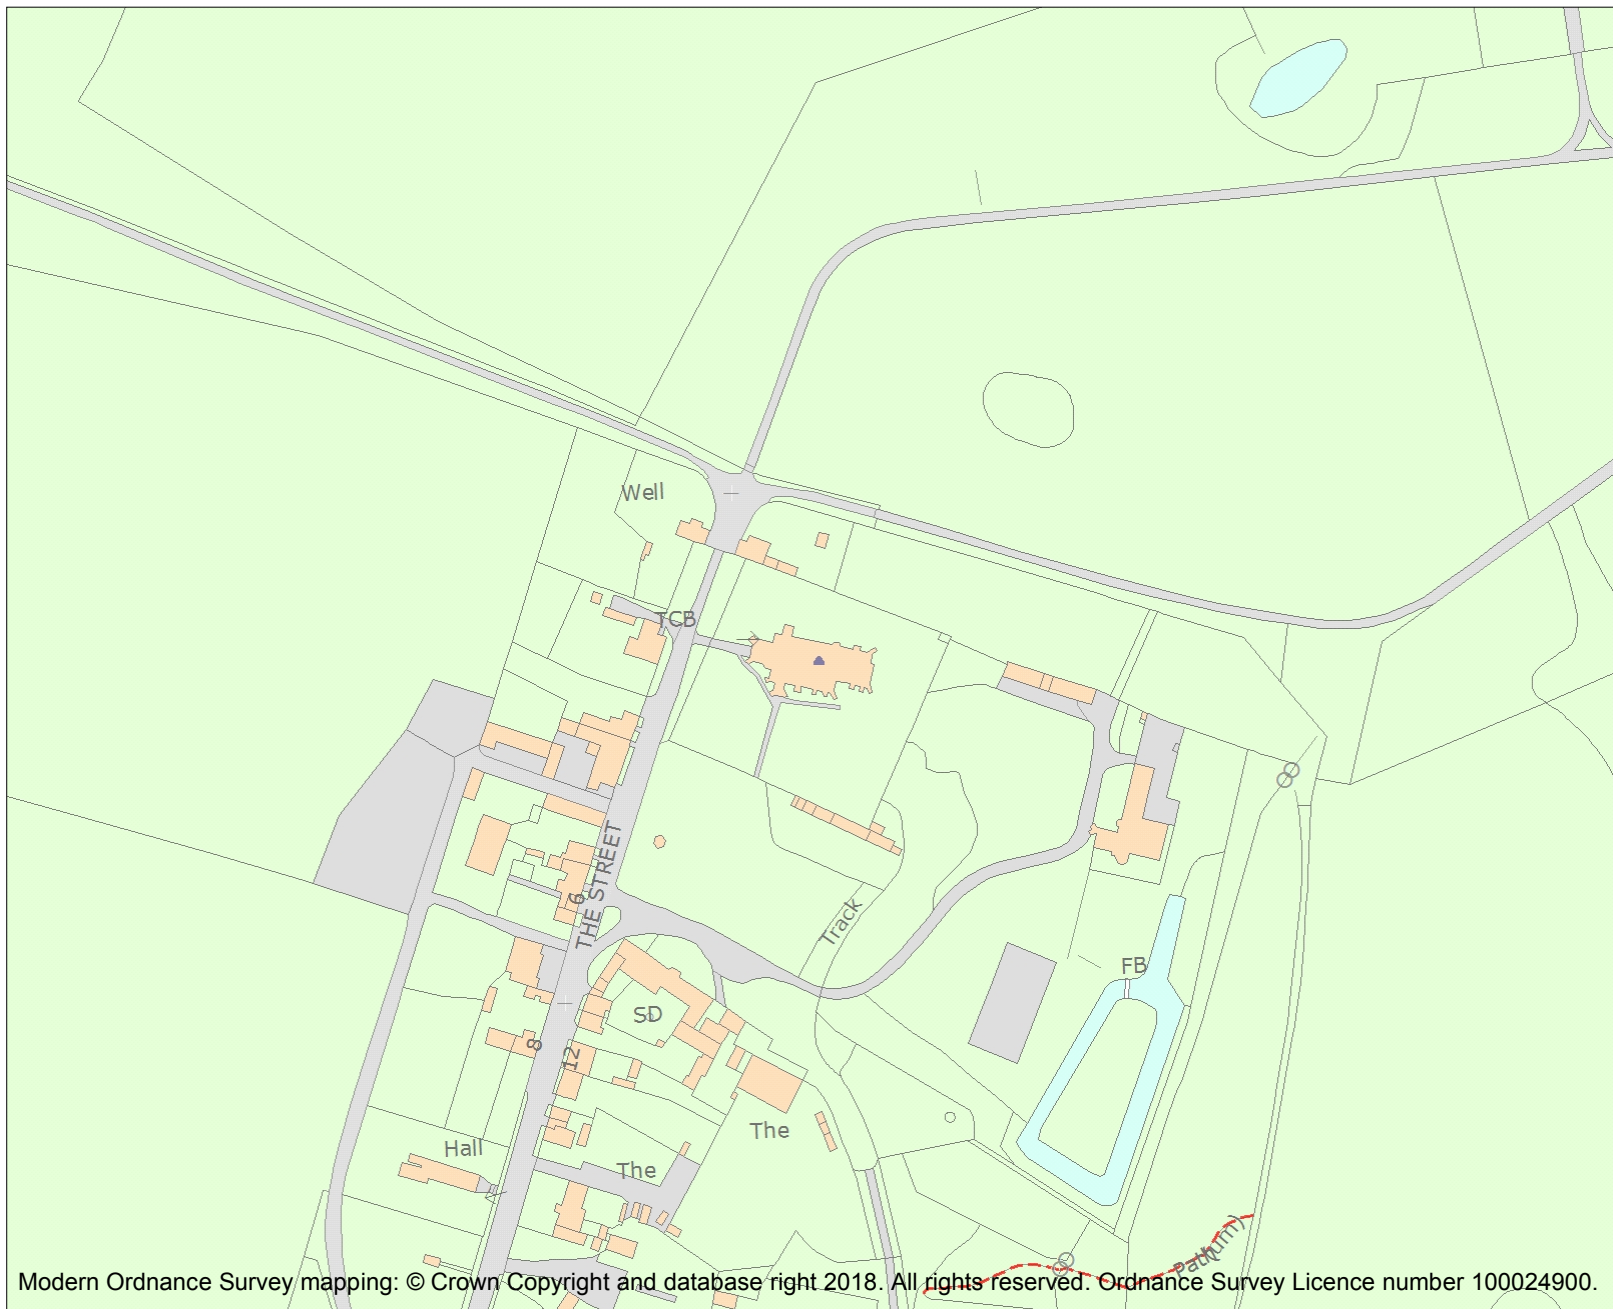 Well
TCB
THE STREET
6
Track
FB
SD
8
12
The
Hall
The
Path
(um)
Modern Ordnance Survey mapping: © Crown Copyright and database right 2018. All rights reserved. Ordnance Survey Licence number 100024900.